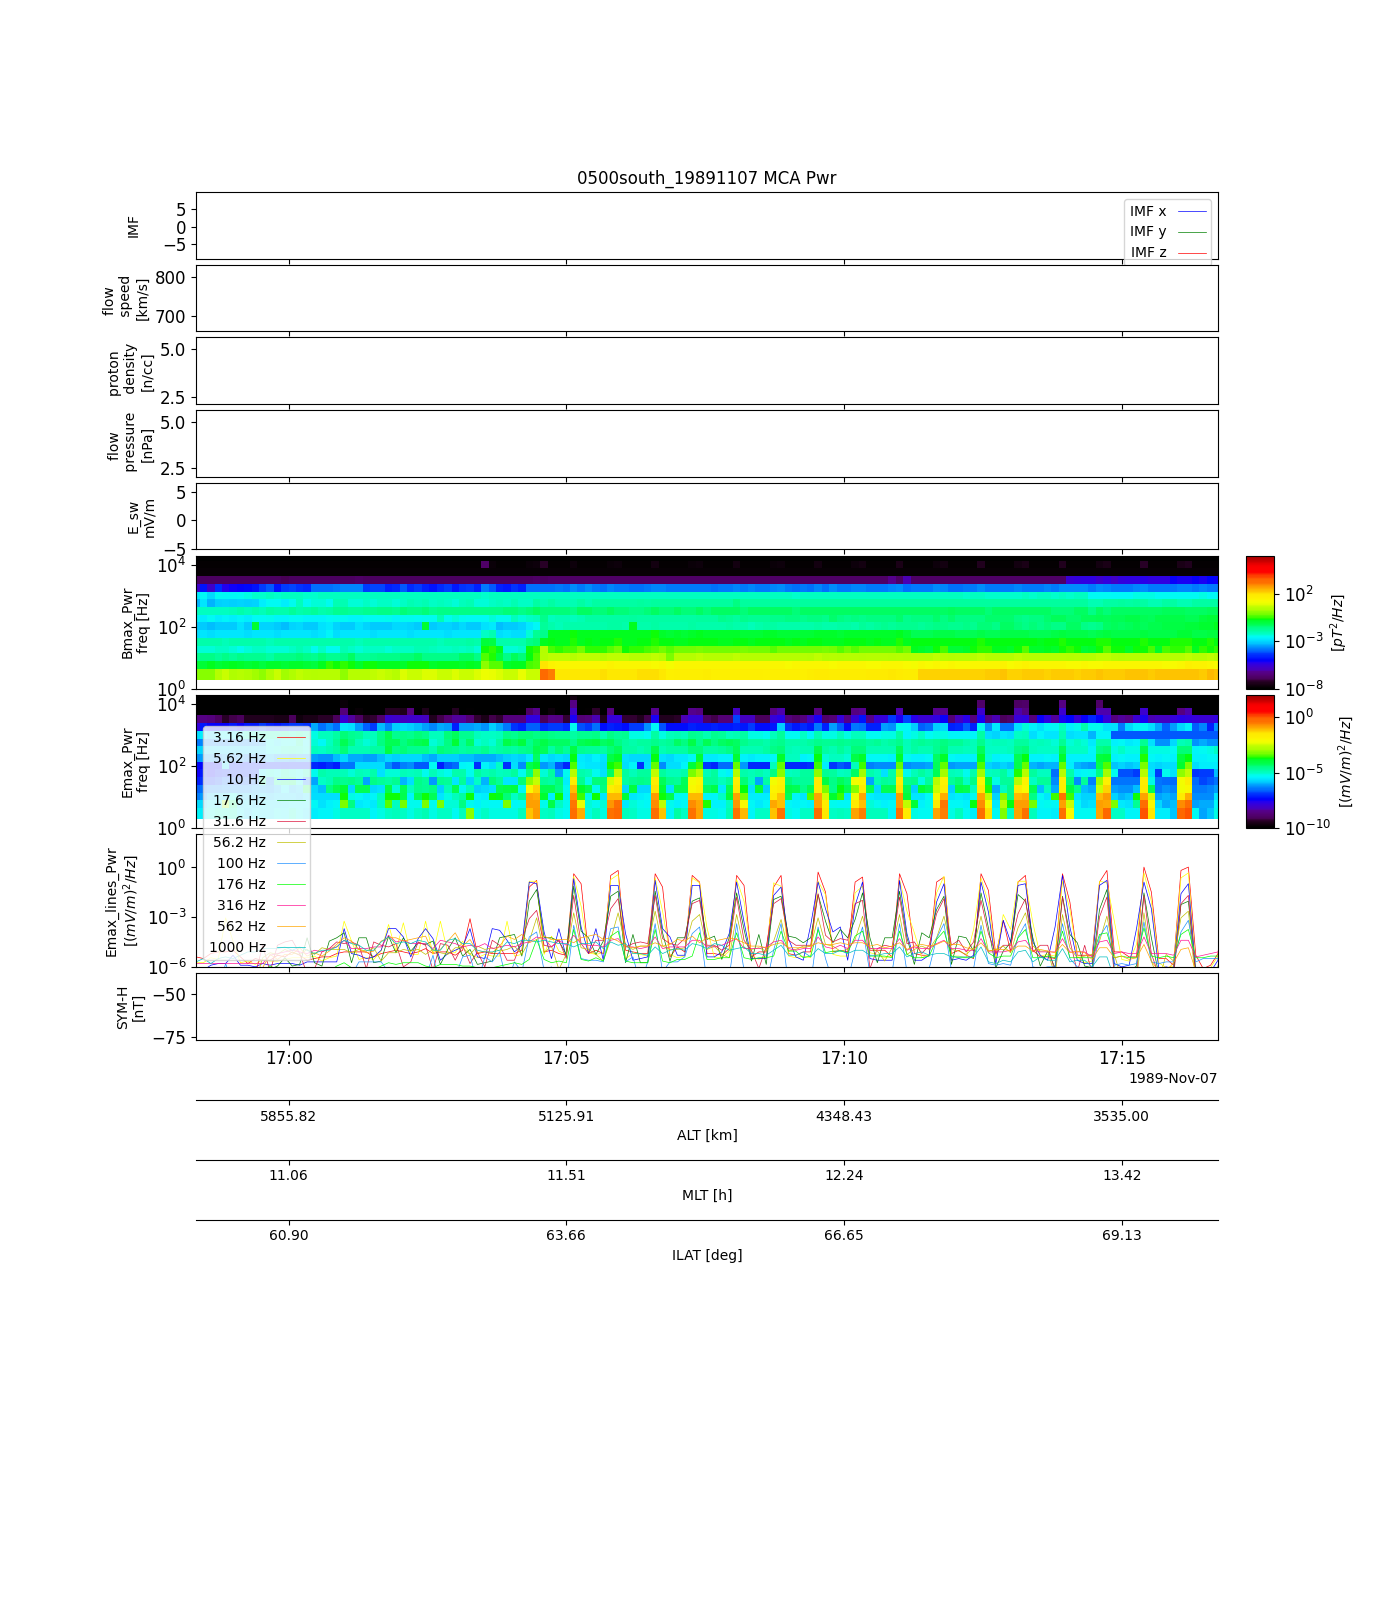 0500south_19891107 MCA Pwr
IMF
5
0
−5
IMF x
IMF y
IMF z
flow
speed
[km/s]
800
700
proton
density
[n/cc]
5.0
2.5
flow
pressure
[nPa]
5.0
2.5
E_sw
mV/m
5
0
−5
Bmax_Pwr
freq [Hz]
10^4
10^2
10^0
10^2
10^−3
10^−8
[pT^2/Hz]
Emax_Pwr
freq [Hz]
10^4
10^2
10^0
10^0
10^−5
10^−10
[(mV/m)^2/Hz]
3.16 Hz
5.62 Hz
10 Hz
17.6 Hz
31.6 Hz
56.2 Hz
100 Hz
176 Hz
316 Hz
562 Hz
1000 Hz
Emax_lines_Pwr
[(mV/m)^2/Hz]
10^0
10^−3
10^−6
SYM-H
[nT]
−50
−75
17:00 17:05 17:10 17:15
1989-Nov-07
5855.82 5125.91 4348.43 3535.00
ALT [km]
11.06 11.51 12.24 13.42
MLT [h]
60.90 63.66 66.65 69.13
ILAT [deg]